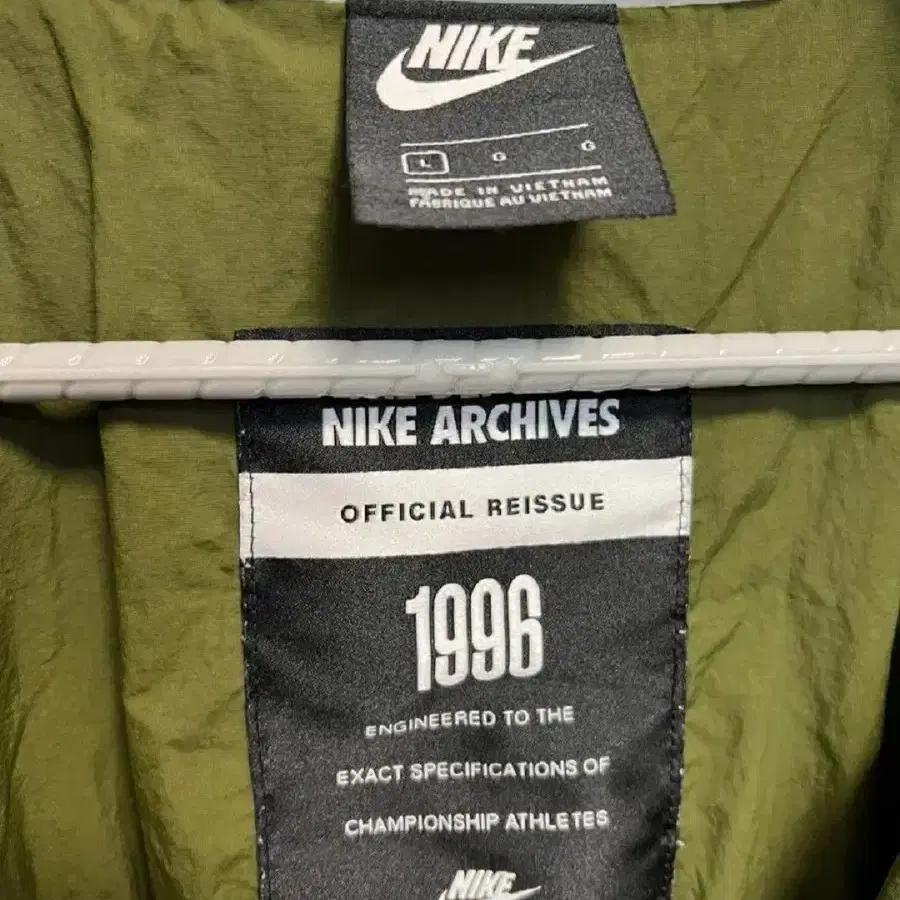 NIKE
L G G
MADE IN VIETNAM
FABRIQUE AU VIETNAM
NIKE ARCHIVES
OFFICIAL REISSUE
1996
ENGINEERED TO THE
EXACT SPECIFICATIONS OF
CHAMPIONSHIP ATHLETES
NIKE